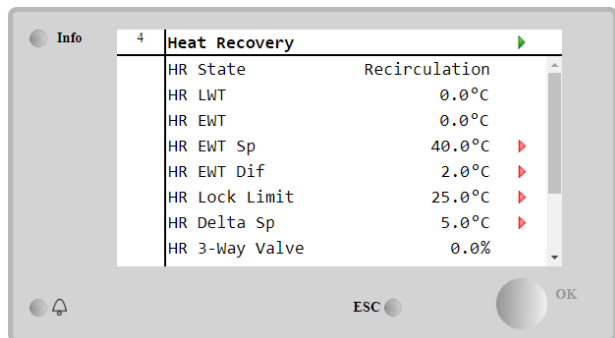 Info
4 Heat Recovery
HR State Recirculation
HR LWT 0.0°C
HR EWT 0.0°C
HR EWT Sp 40.0°C
HR EWT Dif 2.0°C
HR Lock Limit 25.0°C
HR Delta Sp 5.0°C
HR 3-Way Valve 0.0%
ESC
OK